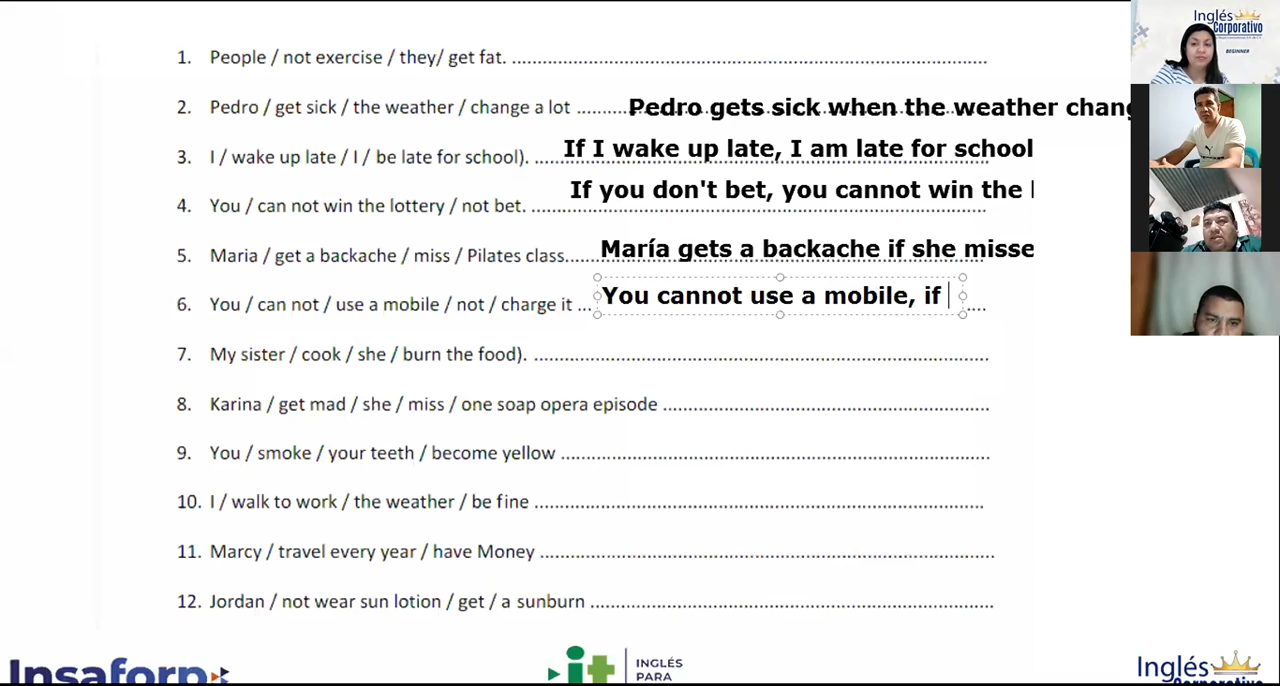 Inglés
Corporativo
BEGINNER
1. People / not exercise / they/ get fat. ........................
2. Pedro / get sick / the weather / change a lot ........................
Pedro gets sick when the weather chang
3. I / wake up late / I / be late for school). ........................
If I wake up late, I am late for school
4. You / can not win the lottery / not bet. ........................
If you don't bet, you cannot win the
5. Maria / get a backache / miss / Pilates class........................
María gets a backache if she misse
6. You / can not / use a mobile / not / charge it ........................
You cannot use a mobile, if
7. My sister / cook / she / burn the food). ........................
8. Karina / get mad / she / miss / one soap opera episode ........................
9. You / smoke / your teeth / become yellow ........................
10. I / walk to work / the weather / be fine ........................
11. Marcy / travel every year / have Money ........................
12. Jordan / not wear sun lotion / get / a sunburn ........................
Insaforp
it
INGLÉS
PARA
Inglés
Corporativo